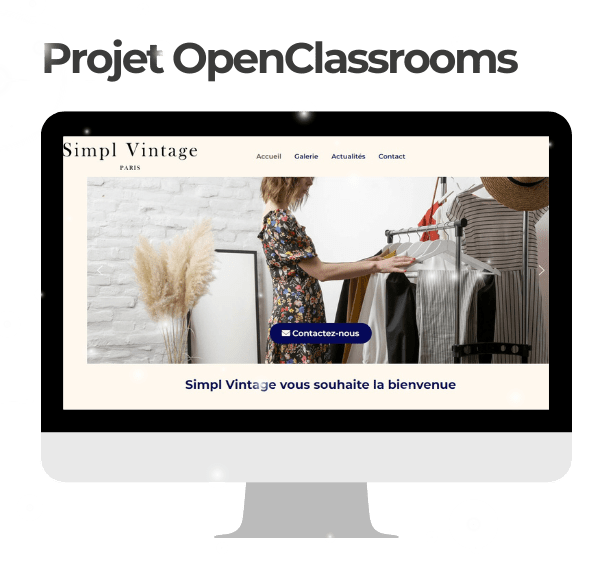 Projet OpenClassrooms
Simpl Vintage
PARIS
Accueil Galerie Actualités Contact
Contactez-nous
Simpl Vintage vous souhaite la bienvenue